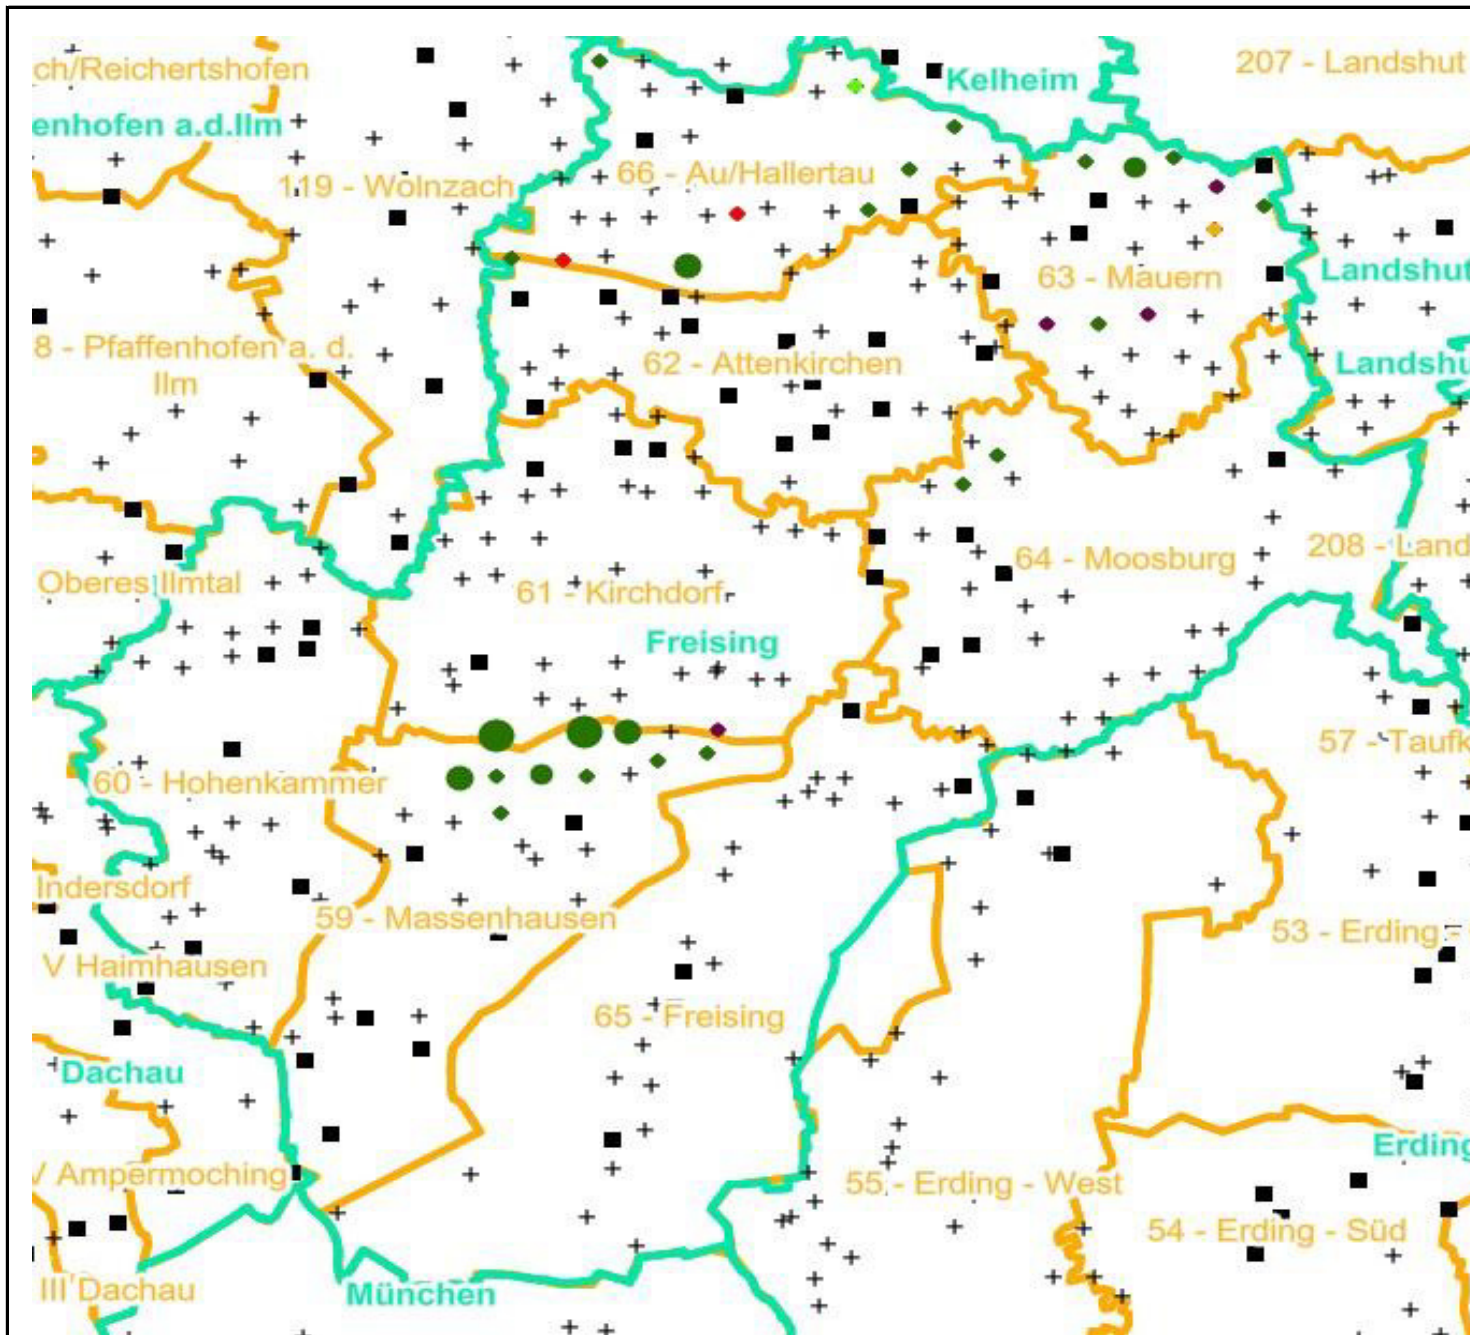 ch/Reichertshofen
Kelheim
207 - Landshut
enhofen a.d.Ilm
119 - Wolnzach
66 - Au/Hallertau
63 - Mauern
Landshut
8 - Pfaffenhofen a. d.
Ilm
62 - Attenkirchen
Landshu
Oberes Ilmtal
61 - Kirchdorf
64 - Moosburg
208 - Land
Freising
57 - Taufk
60 - Hohenkammer
Indersdorf
59 - Massenhausen
53 - Erding -
V Haimhausen
65 - Freising
Dachau
Erding
V Ampermoching
55 - Erding - West
54 - Erding - Süd
III Dachau
München